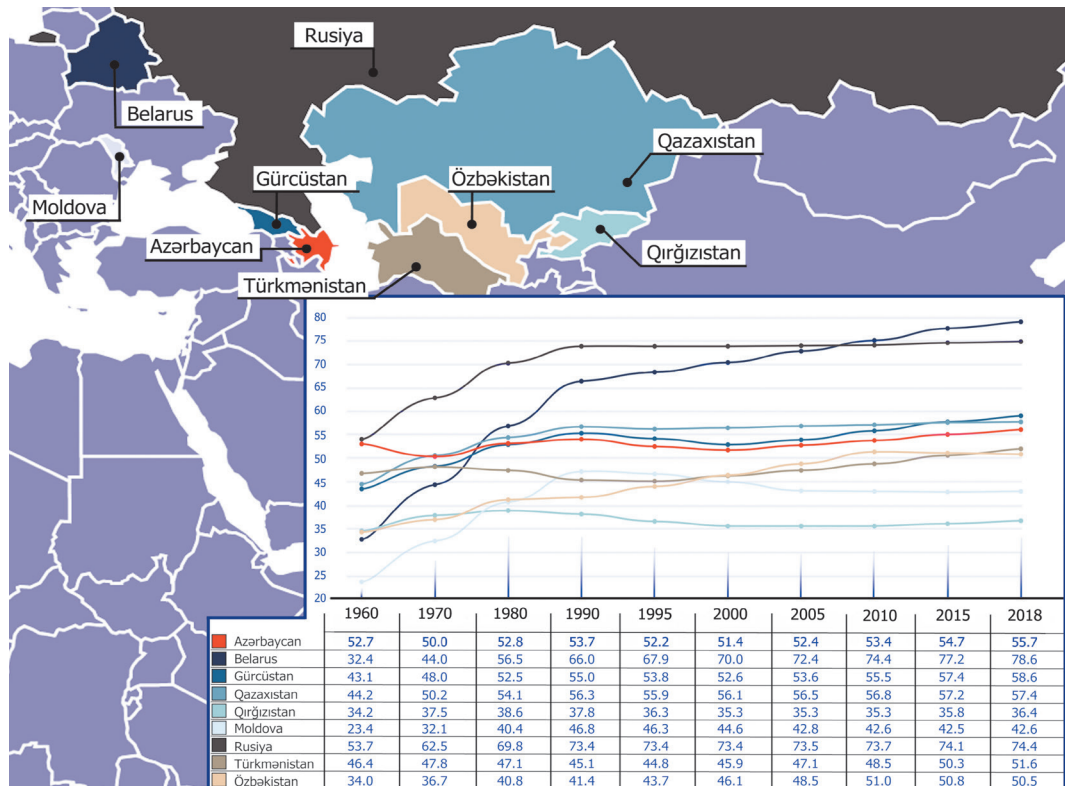 Rusiya
Belarus
Qazaxıstan
Gürcüstan
Özbəkistan
Moldova
Azərbaycan
Qırğızıstan
Türkmənistan
80
75
70
65
60
55
50
45
40
35
30
25
20
1960 1970 1980 1990 1995 2000 2005 2010 2015 2018
Azərbaycan 52.7 50.0 52.8 53.7 52.2 51.4 52.4 53.4 54.7 55.7
Belarus 32.4 44.0 56.5 66.0 67.9 70.0 72.4 74.4 77.2 78.6
Gürcüstan 43.1 48.0 52.5 55.0 53.8 52.6 53.6 55.5 57.4 58.6
Qazaxıstan 44.2 50.2 54.1 56.3 55.9 56.1 56.5 56.8 57.2 57.4
Qırğızıstan 34.2 37.5 38.6 37.8 36.3 35.3 35.3 35.3 35.8 36.4
Moldova 23.4 32.1 40.4 46.8 46.3 44.6 42.8 42.6 42.5 42.6
Rusiya 53.7 62.5 69.8 73.4 73.4 73.4 73.5 73.7 74.1 74.4
Türkmənistan 46.4 47.8 47.1 45.1 44.8 45.9 47.1 48.5 50.3 51.6
Özbəkistan 34.0 36.7 40.8 41.4 43.7 46.1 48.5 51.0 50.8 50.5